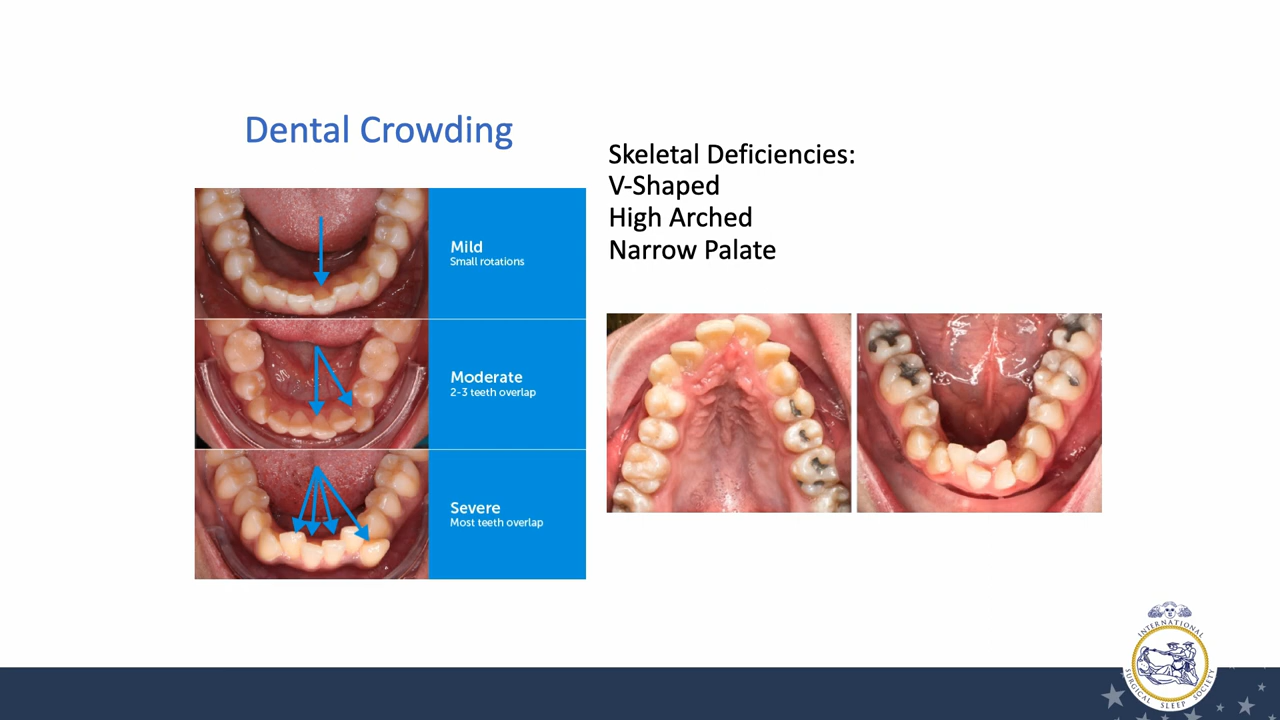 Dental Crowding
Mild
Small rotations
Moderate
2-3 teeth overlap
Severe
Most teeth overlap
Skeletal Deficiencies:
V-Shaped
High Arched
Narrow Palate
INTERNATIONAL
SURGICAL SLEEP SOCIETY